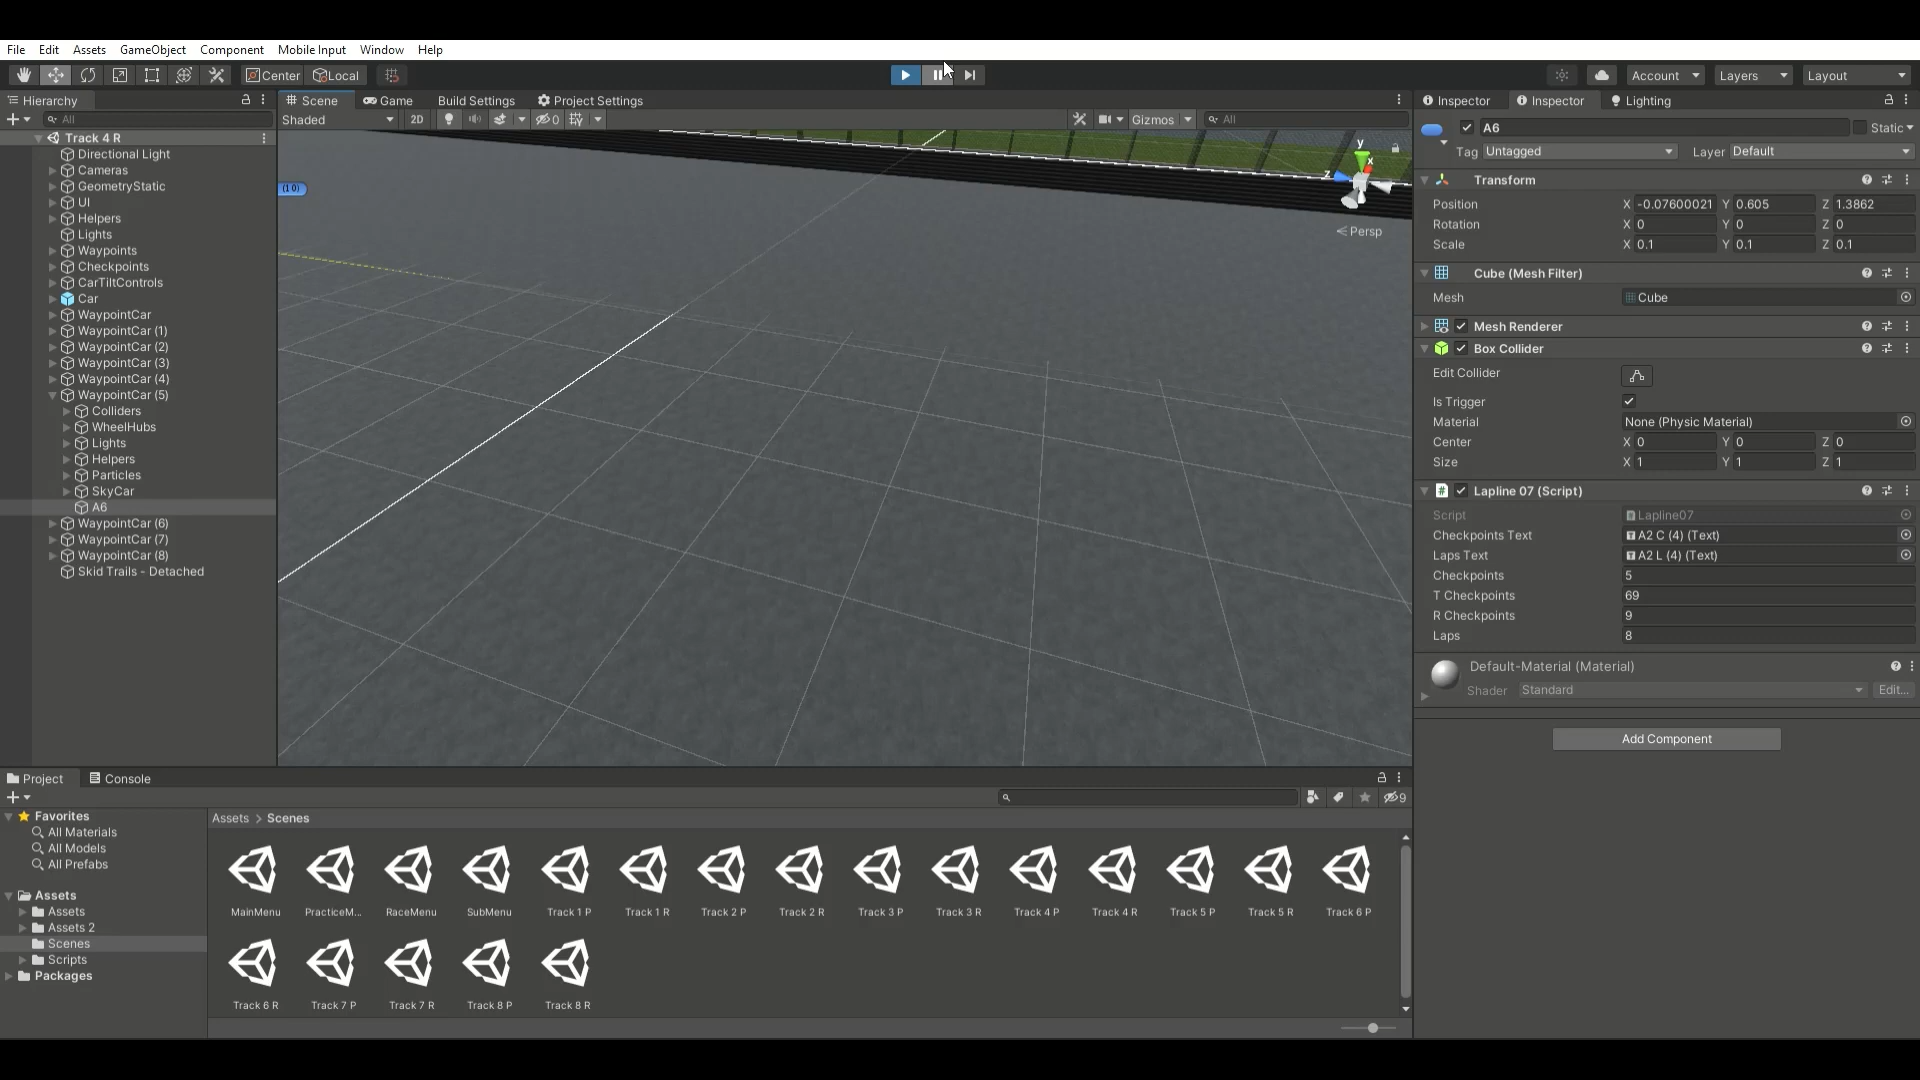 File Edit Assets GameObject Component Mobile Input Window Help
Center Local Account Layers Layout
Hierarchy
All
Track 4 R
Directional Light
Cameras
GeometryStatic
UI
Helpers
Lights
Waypoints
Checkpoints
CarTiltControls
Car
WaypointCar
WaypointCar (1)
WaypointCar (2)
WaypointCar (3)
WaypointCar (4)
WaypointCar (5)
Colliders
WheelHubs
Lights
Helpers
Particles
SkyCar
A6
WaypointCar (6)
WaypointCar (7)
WaypointCar (8)
Skid Trails - Detached
Scene Game Build Settings Project Settings
Shaded 2D 0 Gizmos All
(1 0)
y
x
z
Persp
Inspector Inspector Lighting
A6 Static
Tag Untagged Layer Default
Transform
Position X -0.07600021 Y 0.605 Z 1.3862
Rotation X 0 Y 0 Z 0
Scale X 0.1 Y 0.1 Z 0.1
Cube (Mesh Filter)
Mesh Cube
Mesh Renderer
Box Collider
Edit Collider
Is Trigger
Material None (Physic Material)
Center X 0 Y 0 Z 0
Size X 1 Y 1 Z 1
Lapline 07 (Script)
Script Lapline07
Checkpoints Text A2 C (4) (Text)
Laps Text A2 L (4) (Text)
Checkpoints 5
T Checkpoints 69
R Checkpoints 9
Laps 8
Default-Material (Material)
Shader Standard Edit...
Add Component
Project Console
9
Favorites
All Materials
All Models
All Prefabs
Assets
Assets
Assets 2
Scenes
Scripts
Packages
Assets > Scenes
MainMenu PracticeM... RaceMenu SubMenu Track 1 P Track 1 R Track 2 P Track 2 R Track 3 P Track 3 R Track 4 P Track 4 R Track 5 P Track 5 R Track 6 P
Track 6 R Track 7 P Track 7 R Track 8 P Track 8 R